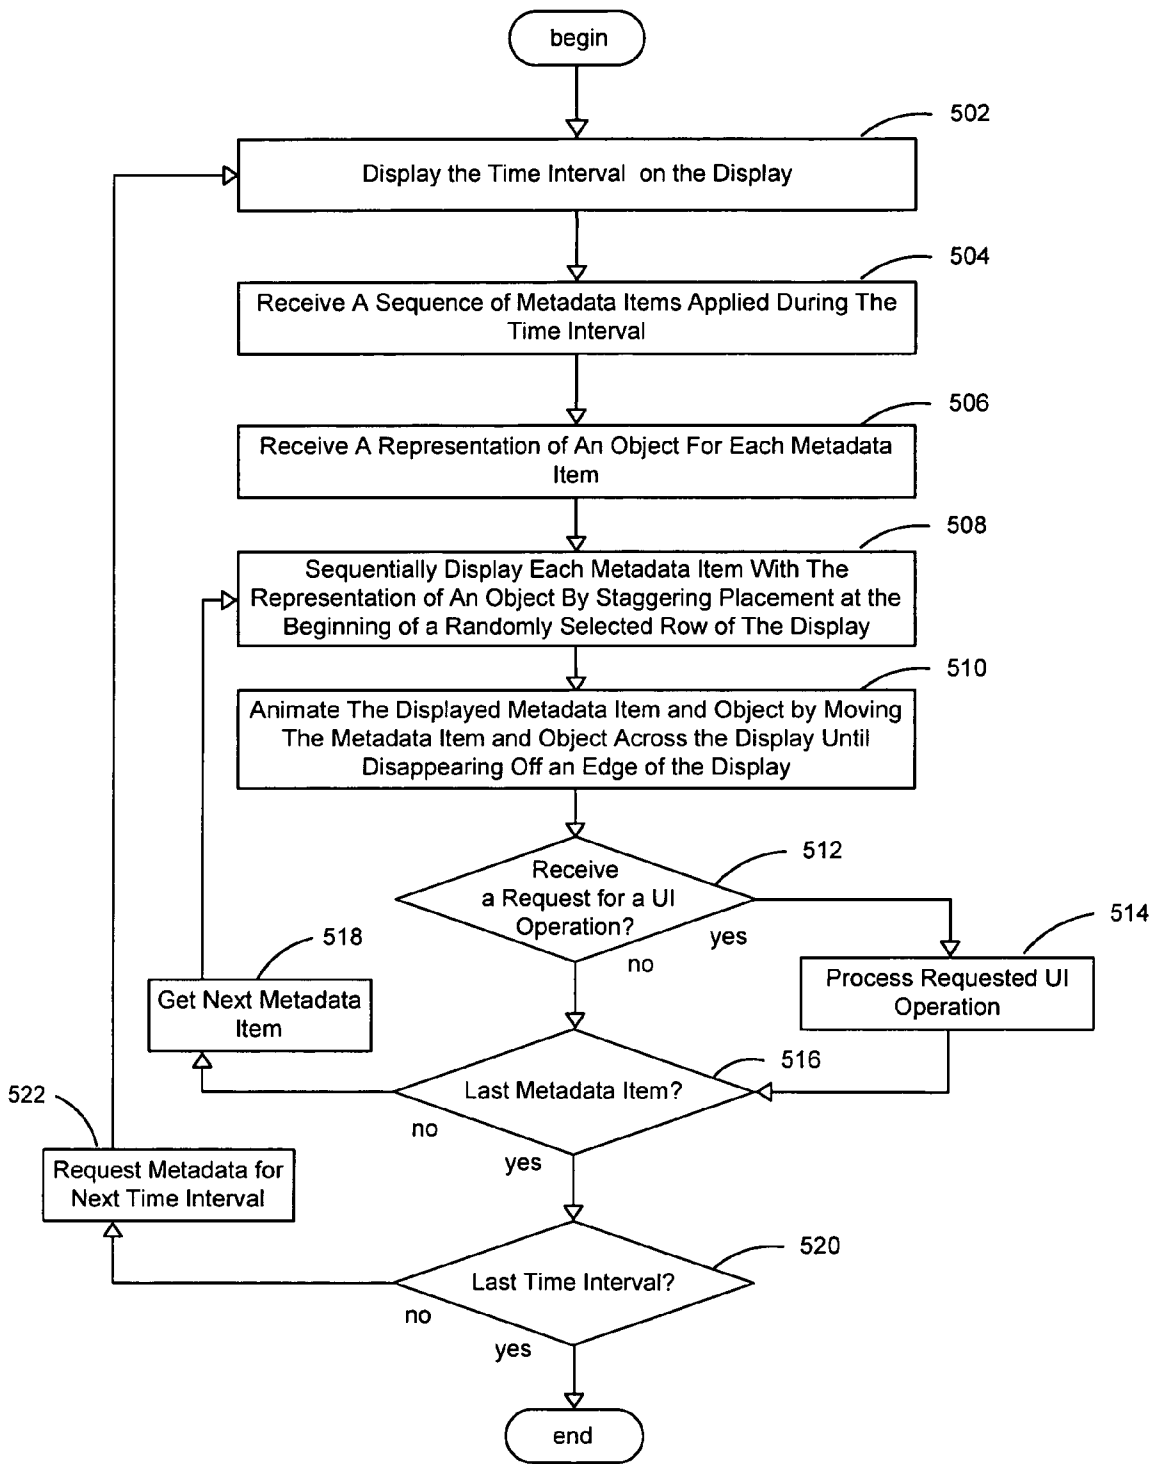 begin
502
Display the Time Interval on the Display
504
Receive A Sequence of Metadata Items Applied During The
Time Interval
506
Receive A Representation of An Object For Each Metadata
Item
508
Sequentially Display Each Metadata Item With The
Representation of An Object By Staggering Placement at the
Beginning of a Randomly Selected Row of The Display
510
Animate The Displayed Metadata Item and Object by Moving
The Metadata Item and Object Across the Display Until
Disappearing Off an Edge of the Display
512
Receive
a Request for a UI
Operation?
yes
no
514
Process Requested UI
Operation
518
Get Next Metadata
Item
516
Last Metadata Item?
no
yes
522
Request Metadata for
Next Time Interval
520
Last Time Interval?
no
yes
end